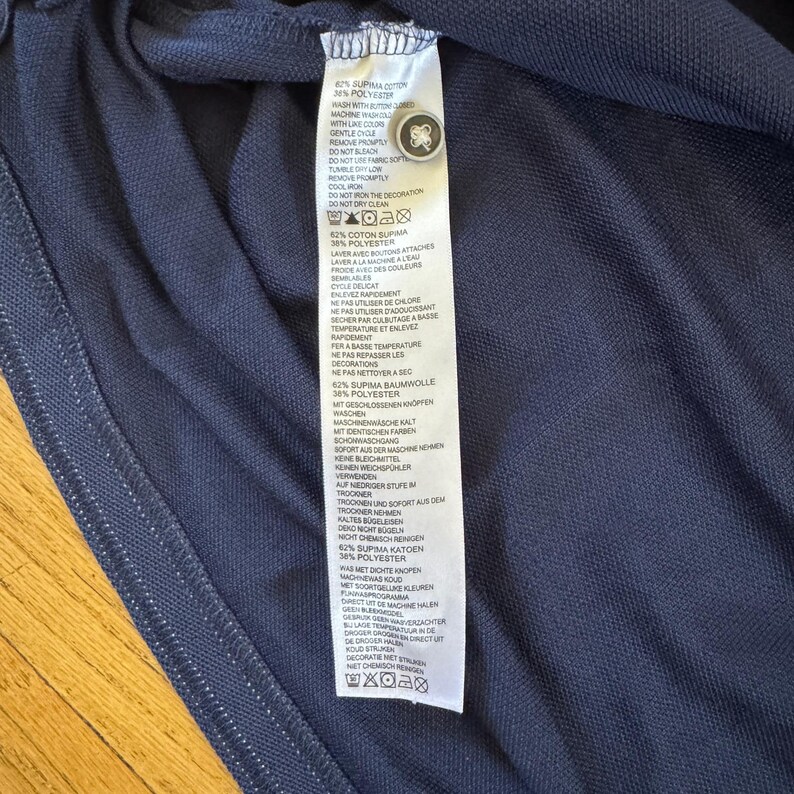 62% SUPIMA COTTON
38% POLYESTER
WASH WITH BUTTONS CLOSED
MACHINE WASH COLD
WITH LIKE COLORS
GENTLE CYCLE
REMOVE PROMPTLY
DO NOT BLEACH
DO NOT USE FABRIC SOFTE
TUMBLE DRY LOW
REMOVE PROMPTLY
COOL IRON
DO NOT IRON THE DECORATION
DO NOT DRY CLEAN
62% COTON SUPIMA
38% POLYESTER
LAVER AVEC BOUTONS ATTACHES
LAVER A LA MACHINE A L'EAU
FROIDE AVEC DES COULEURS
SEMBLABLES
CYCLE DELICAT
ENLEVEZ RAPIDEMENT
NE PAS UTILISER DE CHLORE
NE PAS UTILISER D'ADOUCISSANT
SECHER PAR CULBUTAGE A BASSE
TEMPERATURE ET ENLEVEZ
RAPIDEMENT
FER A BASSE TEMPERATURE
NE PAS REPASSER LES
DECORATIONS
NE PAS NETTOYER A SEC
62% SUPIMA BAUMWOLLE
38% POLYESTER
MIT GESCHLOSSENEN KNÖPFEN
WASCHEN
MASCHINENWÄSCHE KALT
MIT IDENTISCHEN FARBEN
SCHONWASCHGANG
SOFORT AUS DER MASCHINE NEHMEN
KEINE BLEICHMITTEL
KEINEN WEICHSPÜHLER
VERWENDEN
AUF NIEDRIGER STUFE IM
TROCKNER
TROCKNEN UND SOFORT AUS DEM
TROCKNER NEHMEN
KALTES BÜGELEISEN
DEKO NICHT BÜGELN
NICHT CHEMISCH REINIGEN
62% SUPIMA KATOEN
38% POLYESTER
WAS MET DICHTE KNOPEN
MACHINEWAS KOUD
MET SOORTGELIJKE KLEUREN
FIJNWASPROGRAMMA
DIRECT UIT DE MACHINE HALEN
GEEN BLEEKMIDDEL
GEBRUIK GEEN WASVERZACHTER
BIJ LAGE TEMPERATUUR IN DE
DROGER DROGEN EN DIRECT UIT
DE DROGER HALEN
KOUD STRIJKEN
DECORATIE NIET STRIJKEN
NIET CHEMISCH REINIGEN